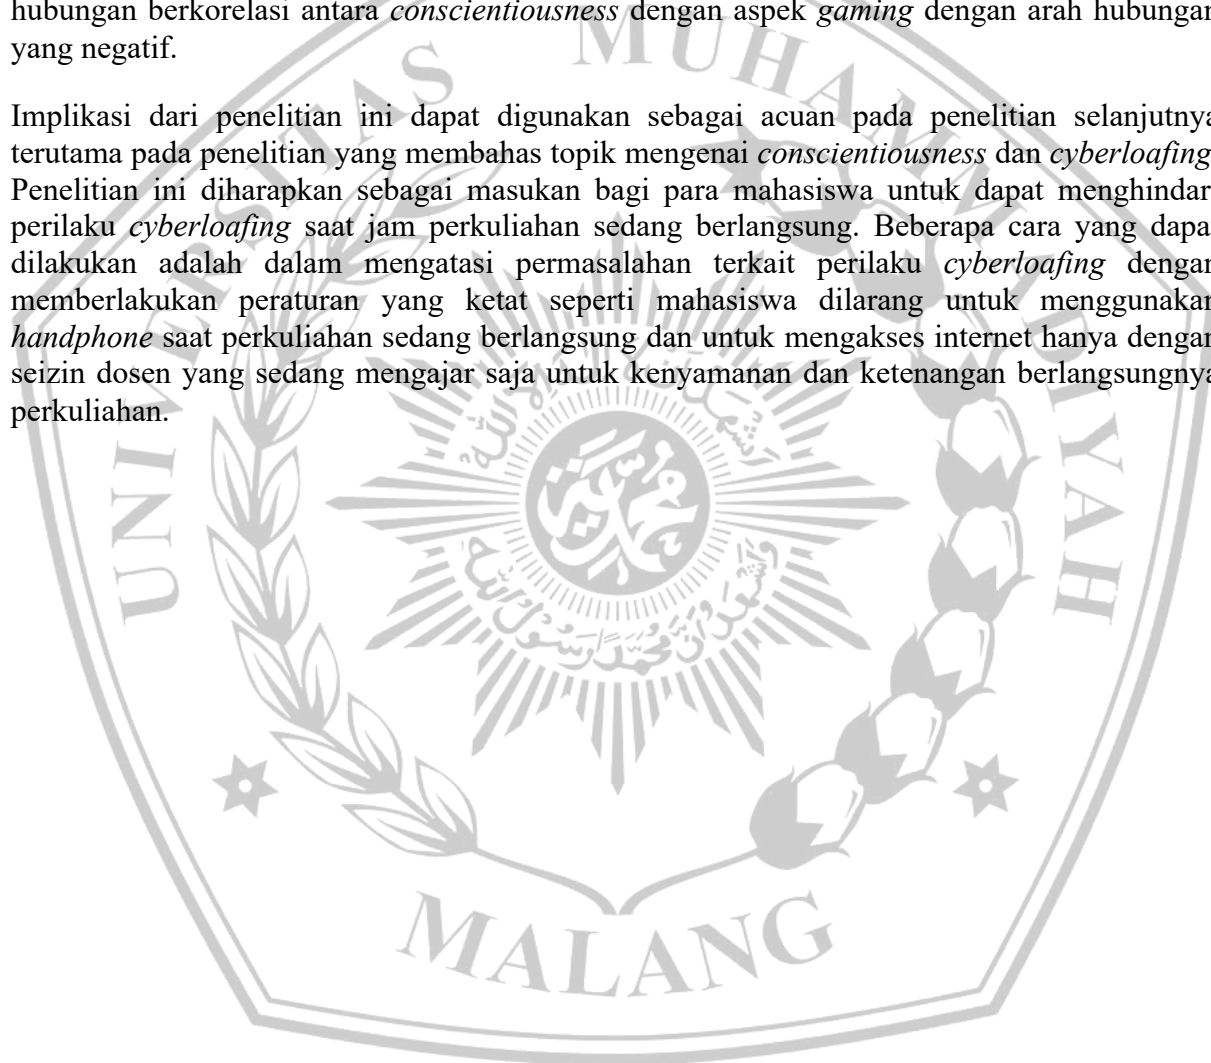 hubungan berkorelasi antara conscientiousness dengan aspek gaming dengan arah hubungan
yang negatif.
Implikasi dari penelitian ini dapat digunakan sebagai acuan pada penelitian selanjutnya
terutama pada penelitian yang membahas topik mengenai conscientiousness dan cyberloafing
Penelitian ini diharapkan sebagai masukan bagi para mahasiswa untuk dapat menghindar
perilaku cyberloafing saat jam perkuliahan sedang berlangsung. Beberapa cara yang dapa
dilakukan adalah dalam mengatasi permasalahan terkait perilaku cyberloafing dengan
memberlakukan peraturan yang ketat seperti mahasiswa dilarang untuk menggunakan
handphone saat perkuliahan sedang berlangsung dan untuk mengakses internet hanya dengan
seizin dosen yang sedang mengajar saja untuk kenyamanan dan ketenangan berlangsungnya
perkuliahan.
UNIVERSITAS MUHAMMADIYAH
MALANG